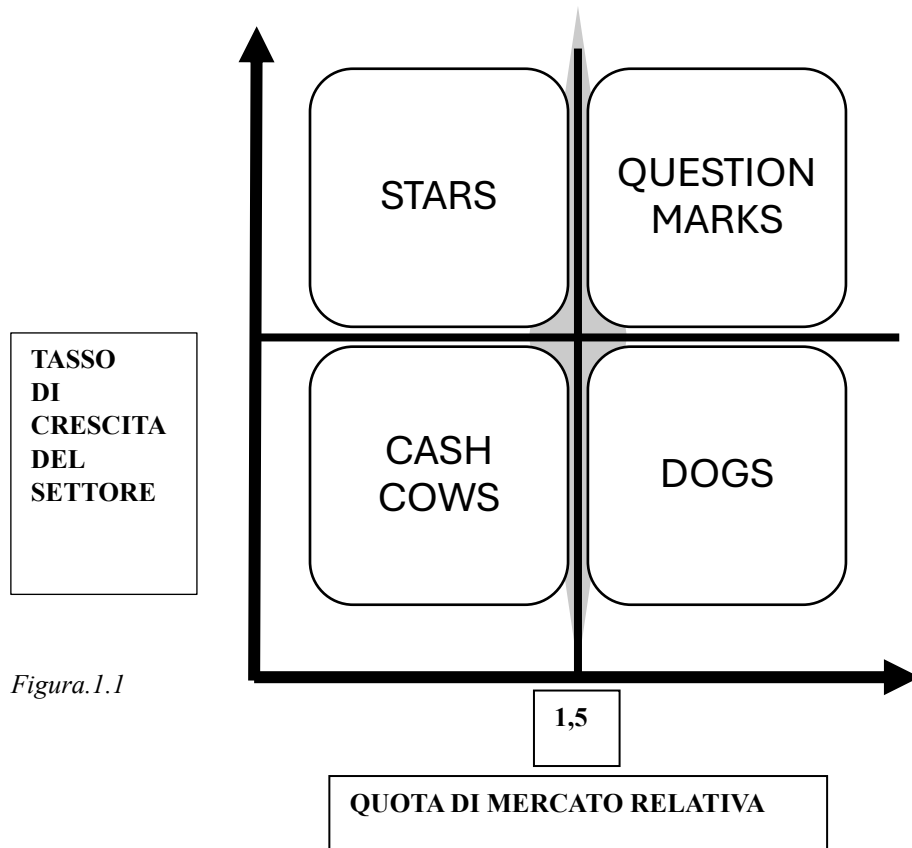 STARS
QUESTION
MARKS
TASSO
DI
CRESCITA
DEL
SETTORE
CASH
COWS
DOGS
Figura.1.1
1,5
QUOTA DI MERCATO RELATIVA